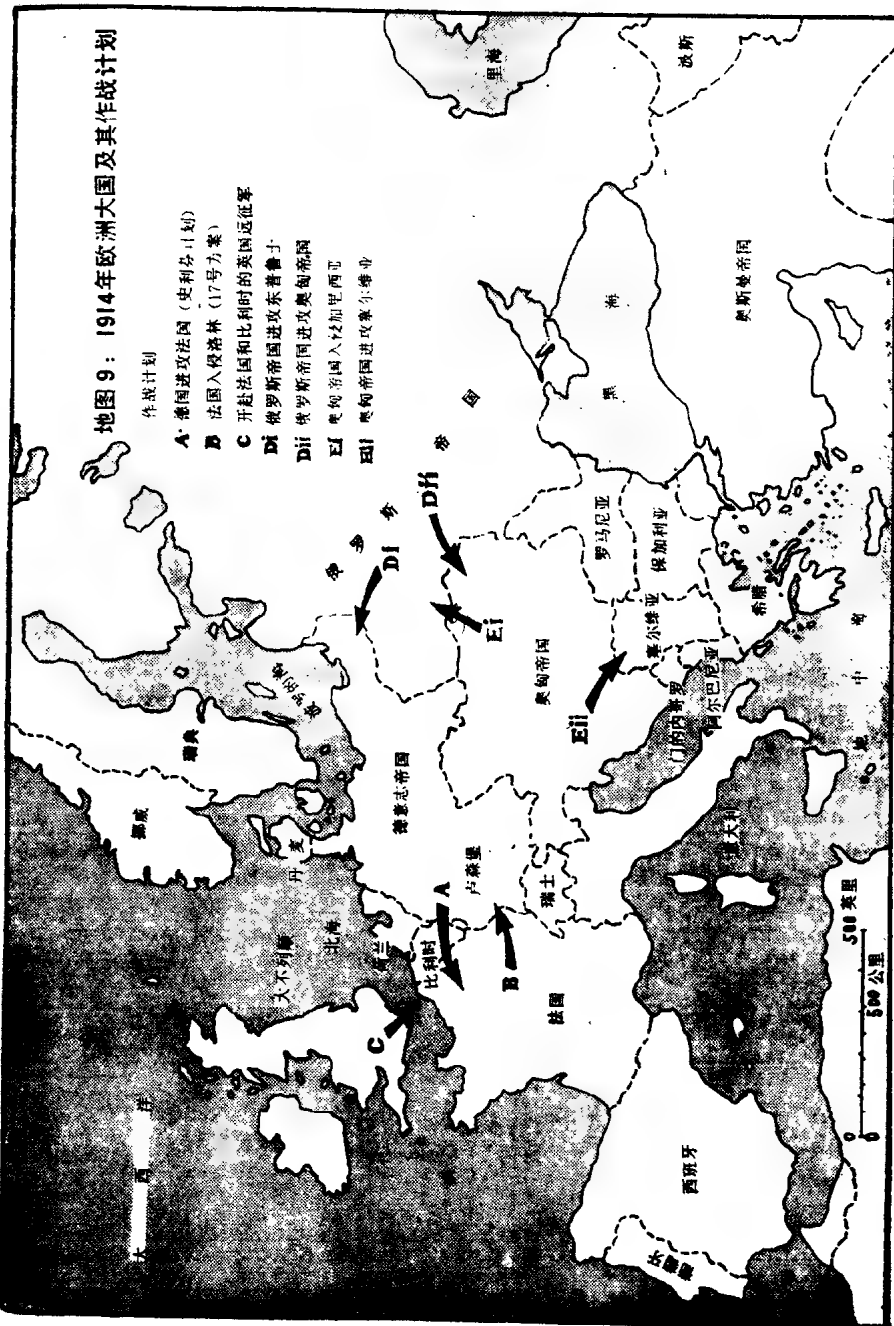 地图9：1914年欧洲大国及其作战计划
作战计划
A 德国进攻法国（史利芬计划）
B 法国入侵洛林（17号方案）
C 开赴法国和比利时的英国远征军
Di 俄罗斯帝国进攻东普鲁士
Dii 俄罗斯帝国进攻奥匈帝国
Ei 奥匈帝国入侵加里西亚
Eii 奥匈帝国进攻塞尔维亚
大西洋
挪威
瑞典
波罗的海
丹麦
北海
大不列颠
荷兰
比利时
卢森堡
德意志帝国
Di
Dii
A
B
C
Ei
Eii
法国
瑞士
奥匈帝国
罗马尼亚
保加利亚
塞尔维亚
门的内哥罗
阿尔巴尼亚
希腊
意大利
西班牙
葡萄牙
地中海
黑海
里海
波斯
奥斯曼帝国
0 500英里
0 500公里